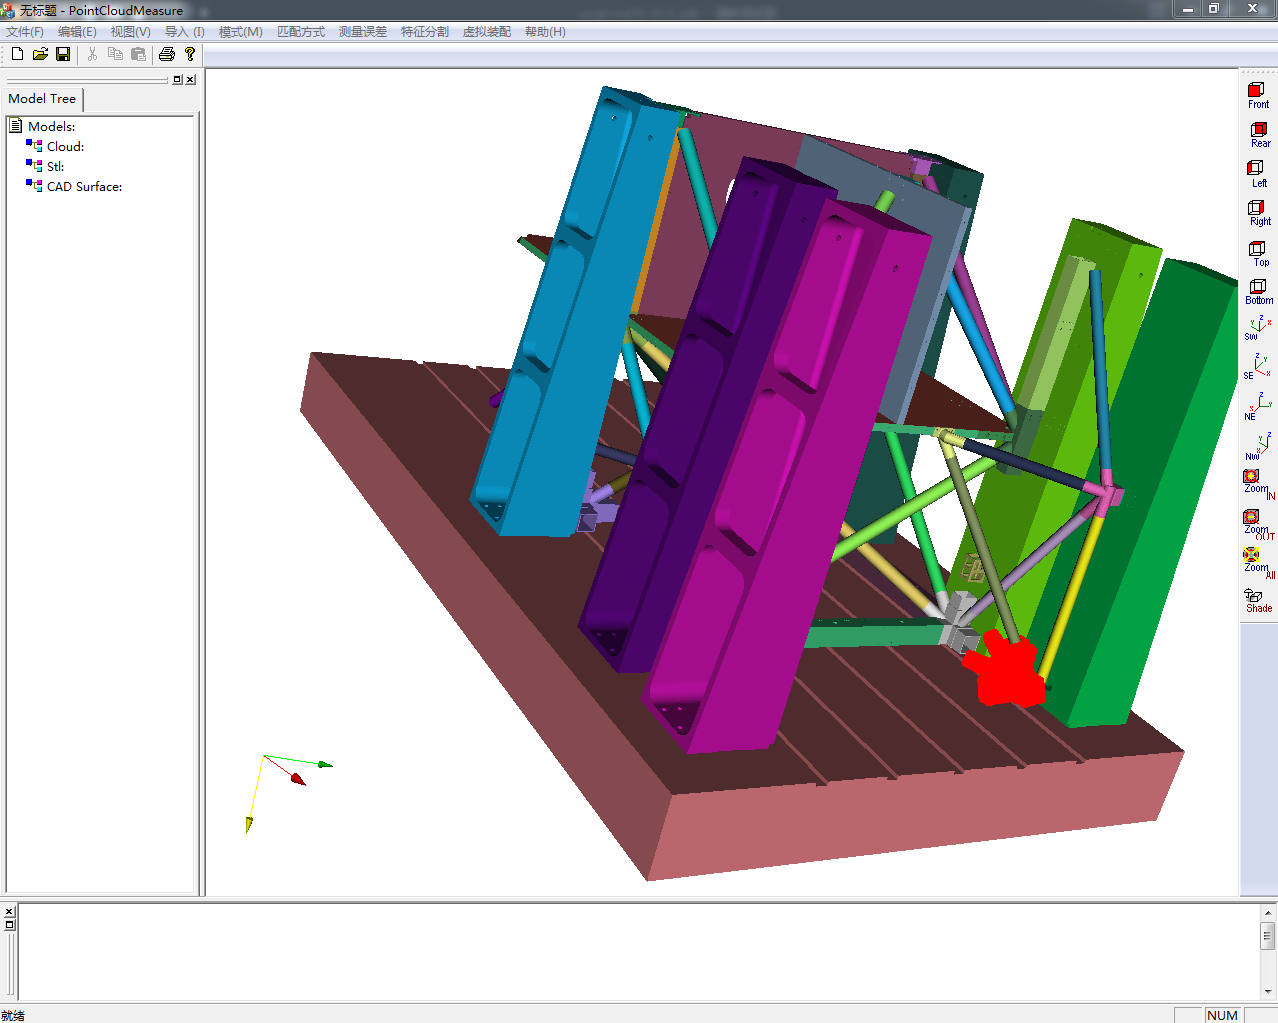 无标题 - PointCloudMeasure
文件(F) 编辑(E) 视图(V) 导入 (I) 模式(M) 匹配方式 测量误差 特征分割 虚拟装配 帮助(H)
Model Tree
Models:
Cloud:
Stl:
CAD Surface:
Front
Rear
Left
Right
Top
Bottom
SW
SE
NE
NW
Zoom IN
Zoom OUT
Zoom All
Shade
就绪
NUM